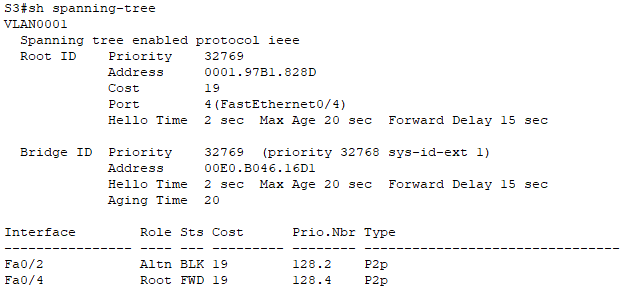 S3#sh spanning-tree
VLAN0001
  Spanning tree enabled protocol ieee
  Root ID    Priority    32769
             Address     0001.97B1.828D
             Cost        19
             Port        4(FastEthernet0/4)
             Hello Time  2 sec  Max Age 20 sec  Forward Delay 15 sec

  Bridge ID  Priority    32769  (priority 32768 sys-id-ext 1)
             Address     00E0.B046.16D1
             Hello Time  2 sec  Max Age 20 sec  Forward Delay 15 sec
             Aging Time  20

Interface        Role Sts Cost      Prio.Nbr Type
---------------- ---- --- --------- -------- --------------------------------
Fa0/2            Altn BLK 19        128.2    P2p
Fa0/4            Root FWD 19        128.4    P2p